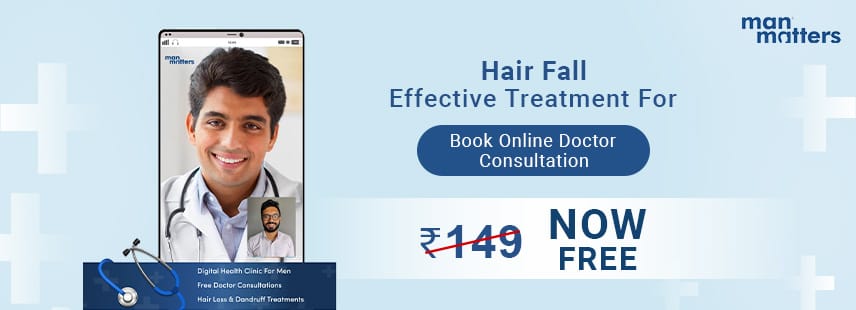 man
matters
man
matters
Hair Fall
Effective Treatment For
Book Online Doctor
Consultation
₹149
NOW
FREE
Digital Health Clinic For Men
Free Doctor Consultations
Hair Loss & Dandruff Treatments